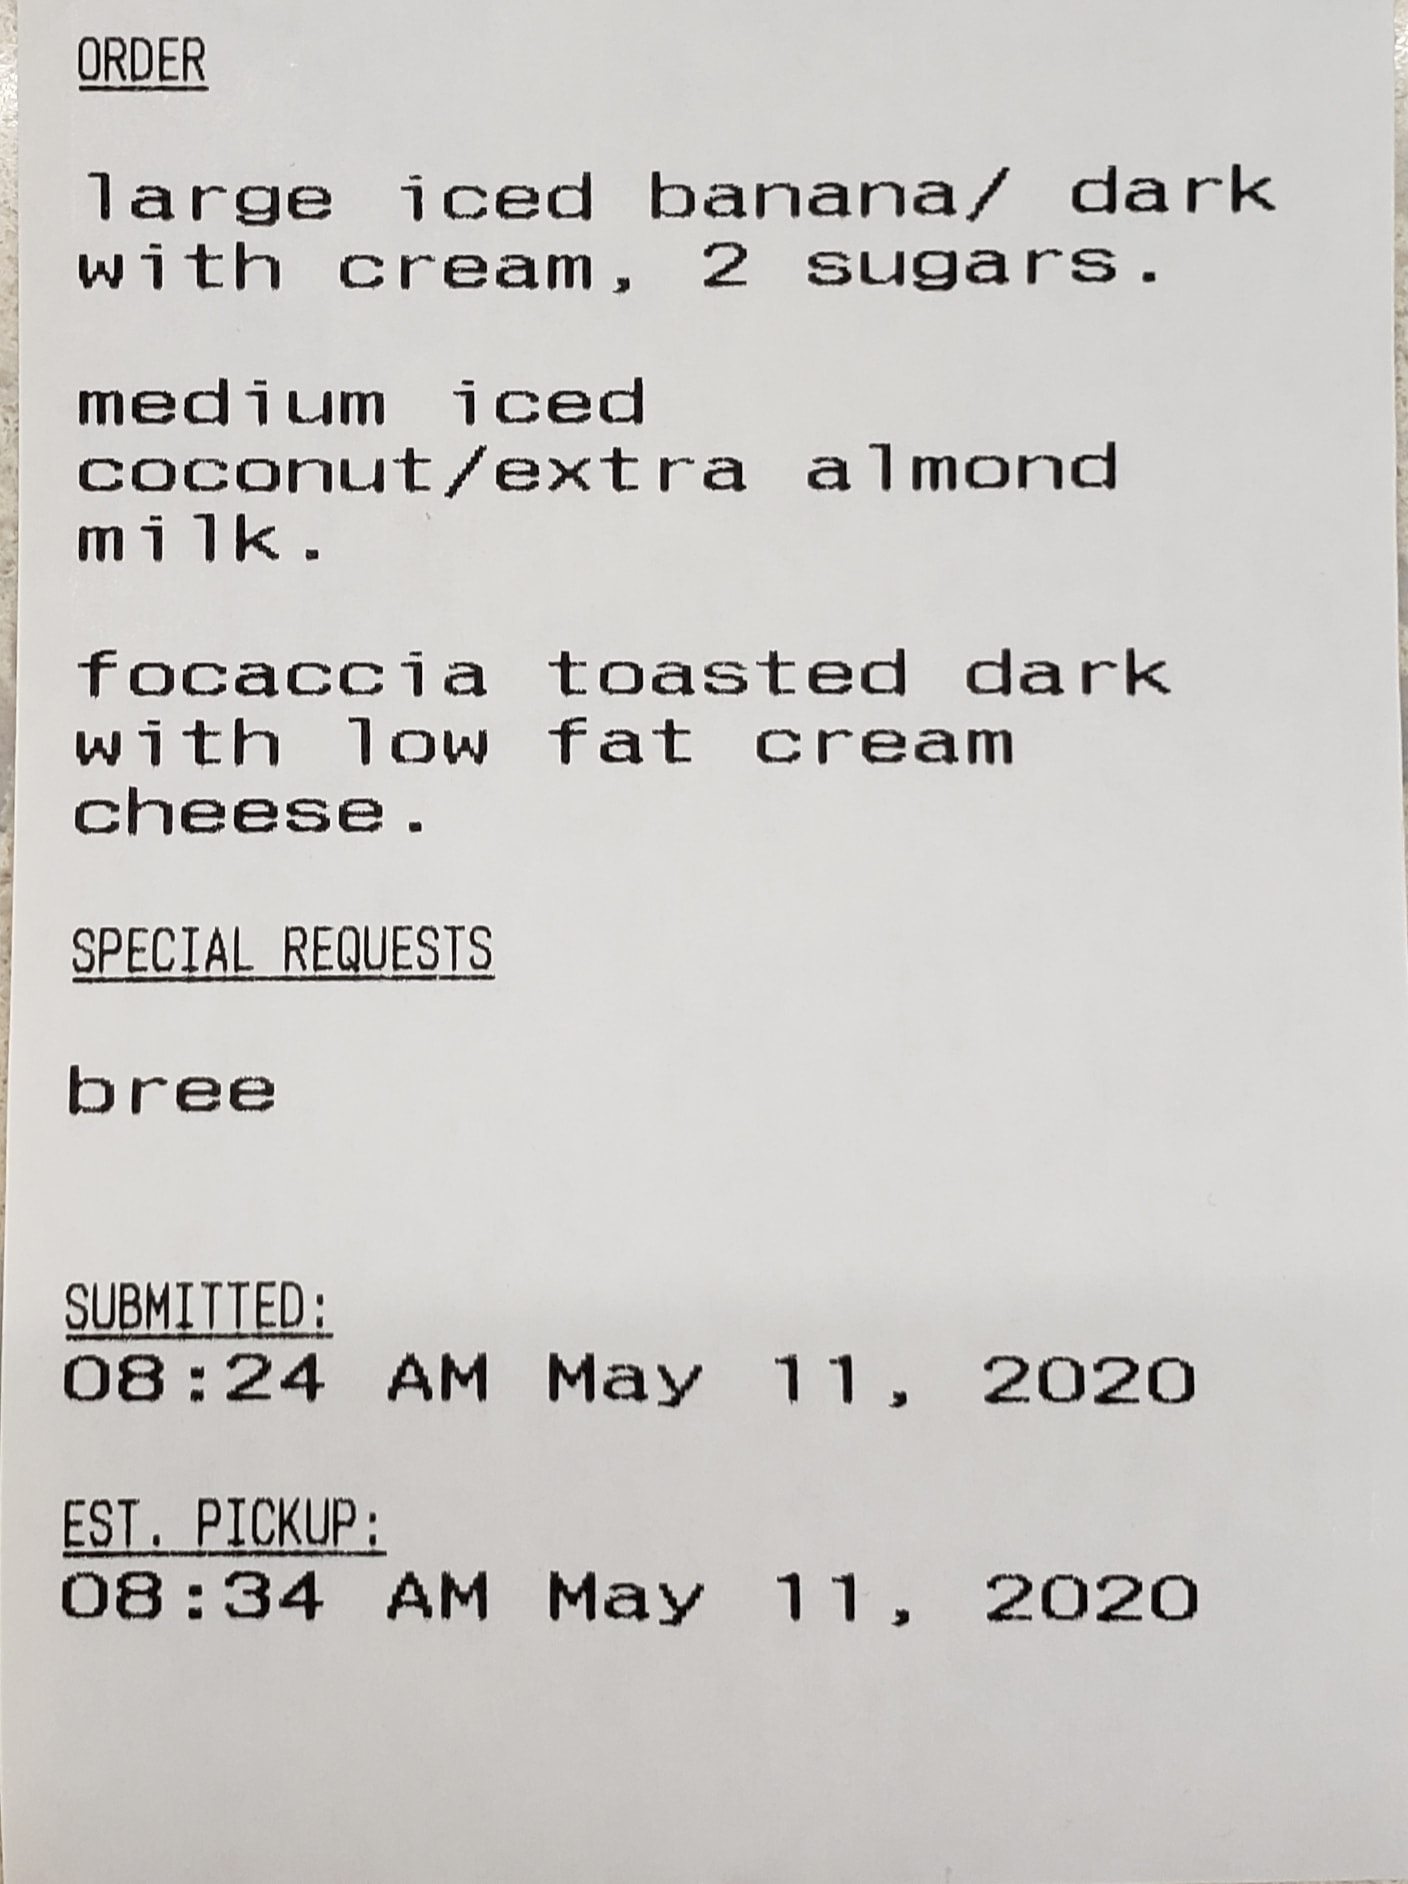 ORDER
large iced banana/ dark
with cream, 2 sugars.
medium iced
coconut/extra almond
milk.
focaccia toasted dark
with low fat cream
cheese.
SPECIAL REQUESTS
bree
SUBMITTED:
08:24 AM May 11, 2020
EST. PICKUP:
08:34 AM May 11, 2020